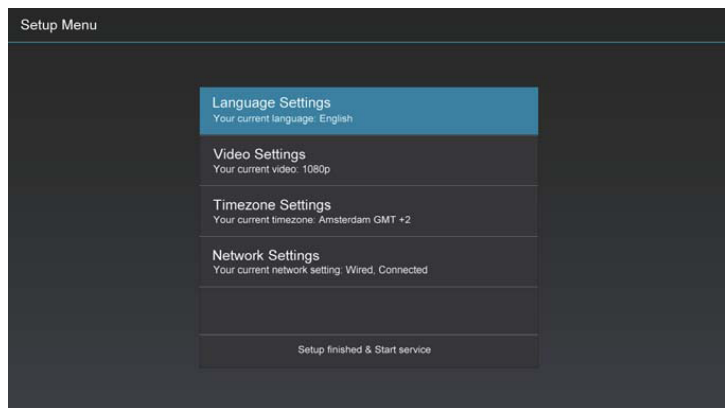 Setup Menu
Language Settings
Your current language: English
Video Settings
Your current video: 1080p
Timezone Settings
Your current timezone: Amsterdam GMT +2
Network Settings
Your current network setting: Wired, Connected
Setup finished & Start service